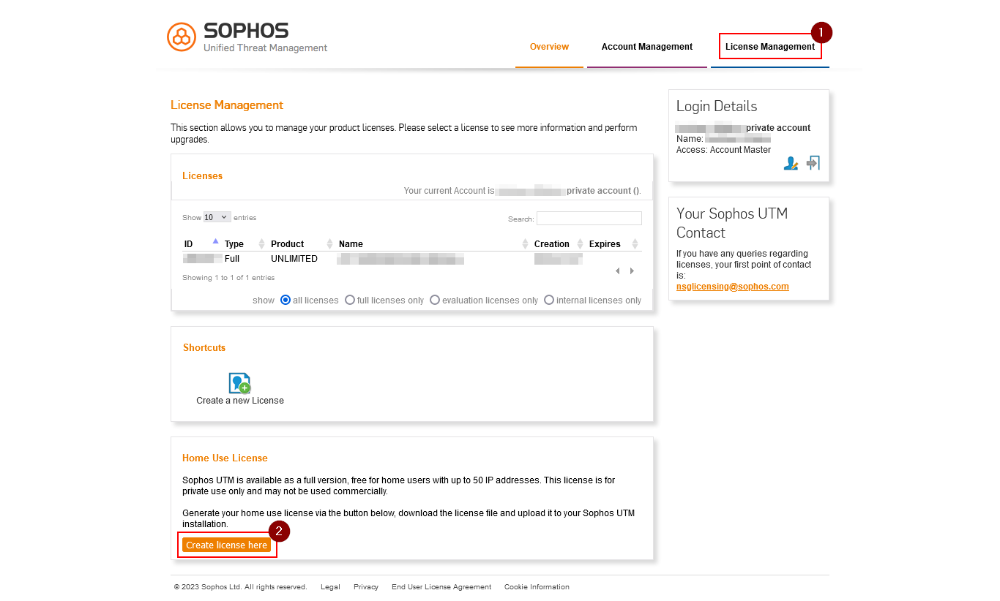 SOPHOS
Unified Threat Management
Overview
Account Management
License Management
1
License Management
This section allows you to manage your product licenses. Please select a license to see more information and perform
upgrades.
Licenses
Your current Account is private account ().
Show 10 entries
Search:
ID Type Product Name Creation Expires
Full UNLIMITED
Showing 1 to 1 of 1 entries
show all licenses full licenses only evaluation licenses only internal licenses only
Shortcuts
Create a new License
Home Use License
Sophos UTM is available as a full version, free for home users with up to 50 IP addresses. This license is for
private use only and may not be used commercially.
Generate your home use license via the button below, download the license file and upload it to your Sophos UTM
installation.
2
Create license here
Login Details
private account
Name:
Access: Account Master
Your Sophos UTM
Contact
If you have any queries regarding
licenses, your first point of contact
is:
nsglicensing@sophos.com
© 2023 Sophos Ltd. All rights reserved. Legal Privacy End User License Agreement Cookie Information